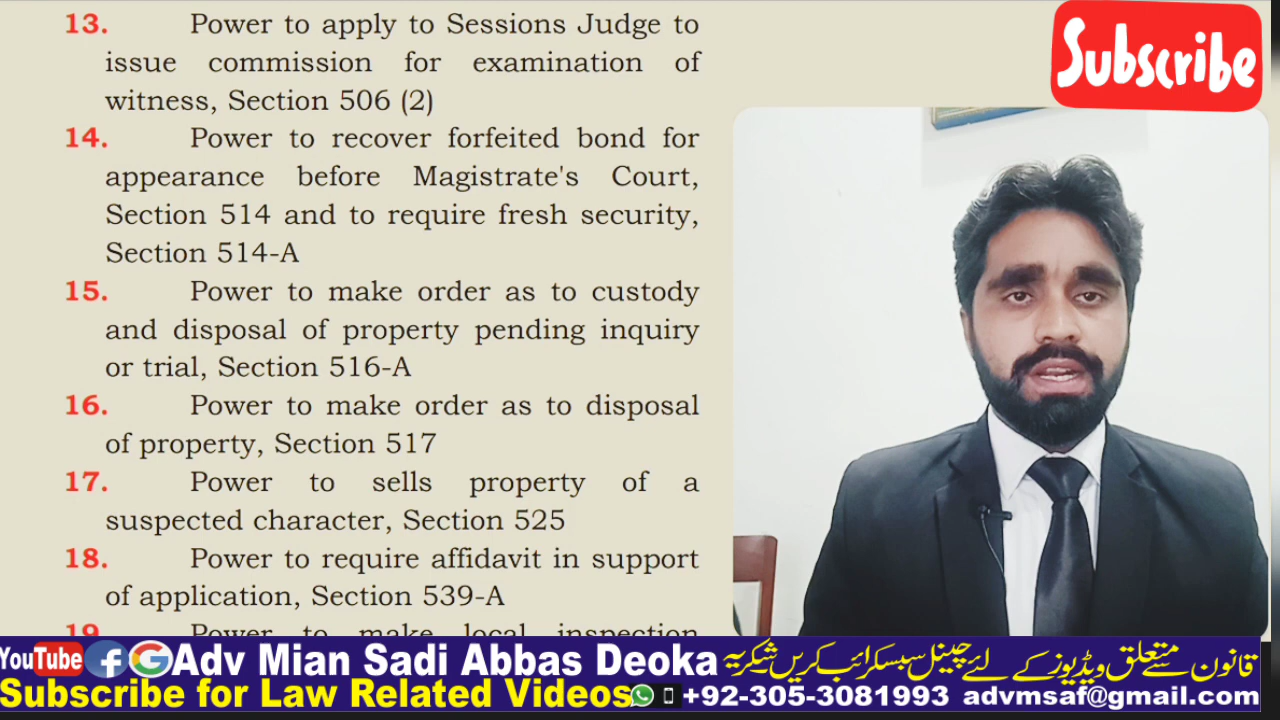 13. Power to apply to Sessions Judge to
issue commission for examination of
witness, Section 506 (2)
14. Power to recover forfeited bond for
appearance before Magistrate's Court,
Section 514 and to require fresh security,
Section 514-A
15. Power to make order as to custody
and disposal of property pending inquiry
or trial, Section 516-A
16. Power to make order as to disposal
of property, Section 517
17. Power to sells property of a
suspected character, Section 525
18. Power to require affidavit in support
of application, Section 539-A
19. Power to make local inspection
Subscribe
YouTube f G Adv Mian Sadi Abbas Deoka
قانون سے متعلق ویڈیوز کے لئے چینل سبسکرائب کریں شکریہ
Subscribe for Law Related Videos +92-305-3081993 advmsaf@gmail.com